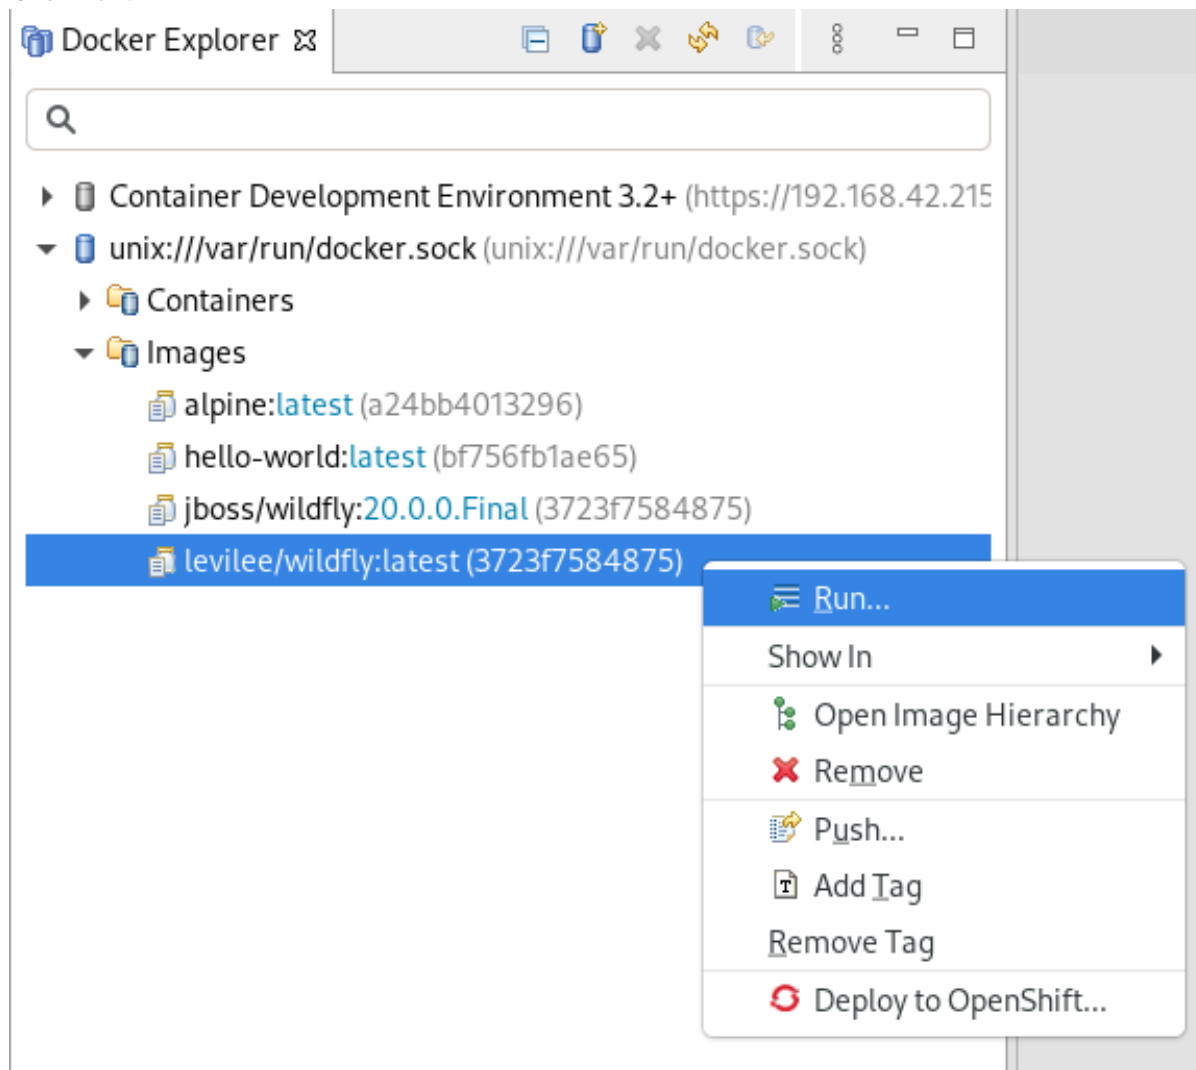 Docker Explorer
Container Development Environment 3.2+ (https://192.168.42.215
unix:///var/run/docker.sock (unix:///var/run/docker.sock)
Containers
Images
alpine:latest (a24bb4013296)
hello-world:latest (bf756fb1ae65)
jboss/wildfly:20.0.0.Final (3723f7584875)
levilee/wildfly:latest (3723f7584875)
Run...
Show In
Open Image Hierarchy
Remove
Push...
Add Tag
Remove Tag
Deploy to OpenShift...